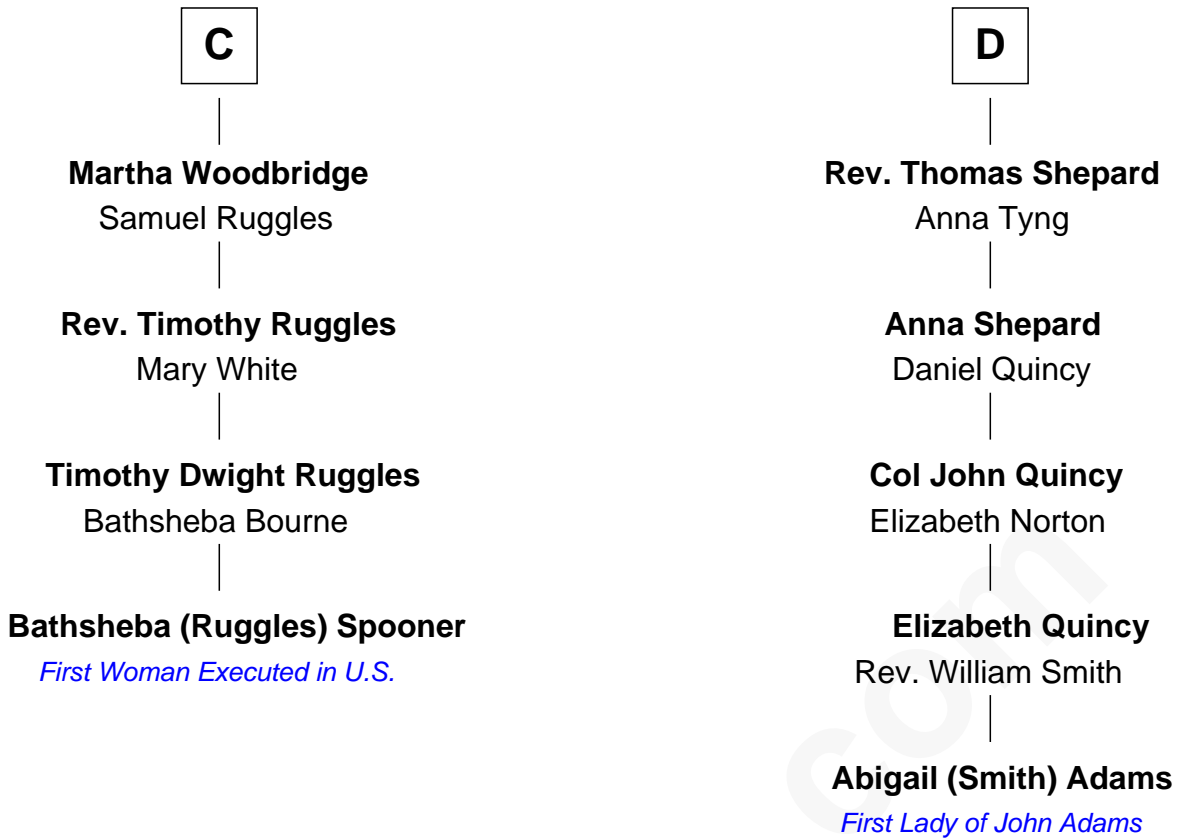 C
Martha Woodbridge
Samuel Ruggles
Rev. Timothy Ruggles
Mary White
Timothy Dwight Ruggles
Bathsheba Bourne
Bathsheba (Ruggles) Spooner
First Woman Executed in U.S.
D
Rev. Thomas Shepard
Anna Tyng
Anna Shepard
Daniel Quincy
Col John Quincy
Elizabeth Norton
Elizabeth Quincy
Rev. William Smith
Abigail (Smith) Adams
First Lady of John Adams
com